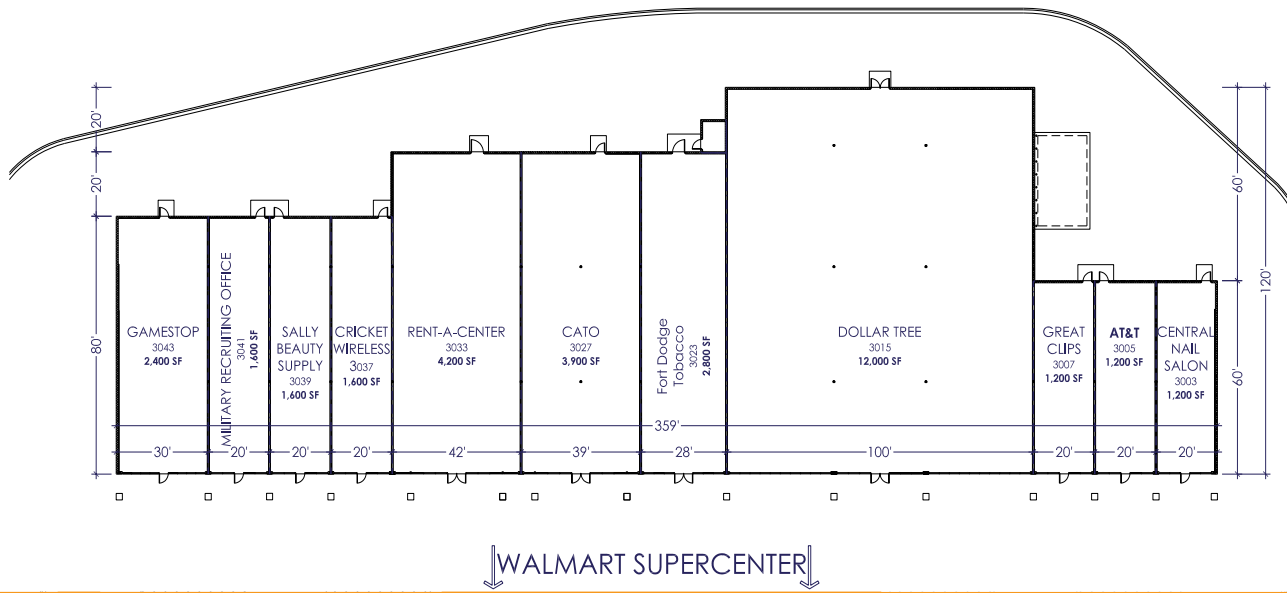 20'
20'
80'
GAMESTOP
3043
2,400 SF
MILITARY RECRUITING OFFICE
3041
1,600 SF
SALLY
BEAUTY
SUPPLY
3039
1,600 SF
CRICKET
WIRELESS
3037
1,600 SF
RENT-A-CENTER
3033
4,200 SF
CATO
3027
3,900 SF
Fort Dodge
Tobacco
3023
2,800 SF
DOLLAR TREE
3015
12,000 SF
GREAT
CLIPS
3007
1,200 SF
AT&T
3005
1,200 SF
CENTRAL
NAIL
SALON
3003
1,200 SF
60'
120'
60'
359'
30'
20'
20'
20'
42'
39'
28'
100'
20'
20'
20'
WALMART SUPERCENTER